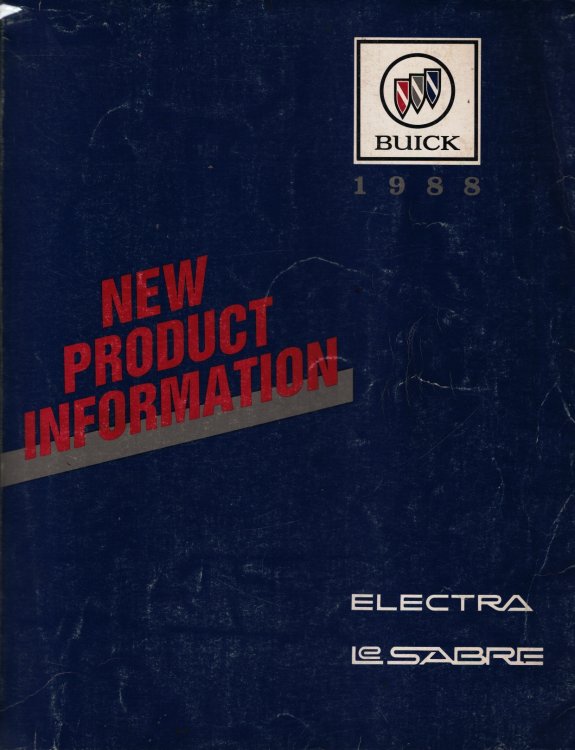 BUICK
1988
NEW
PRODUCT
INFORMATION
ELECTRA
LeSABRE